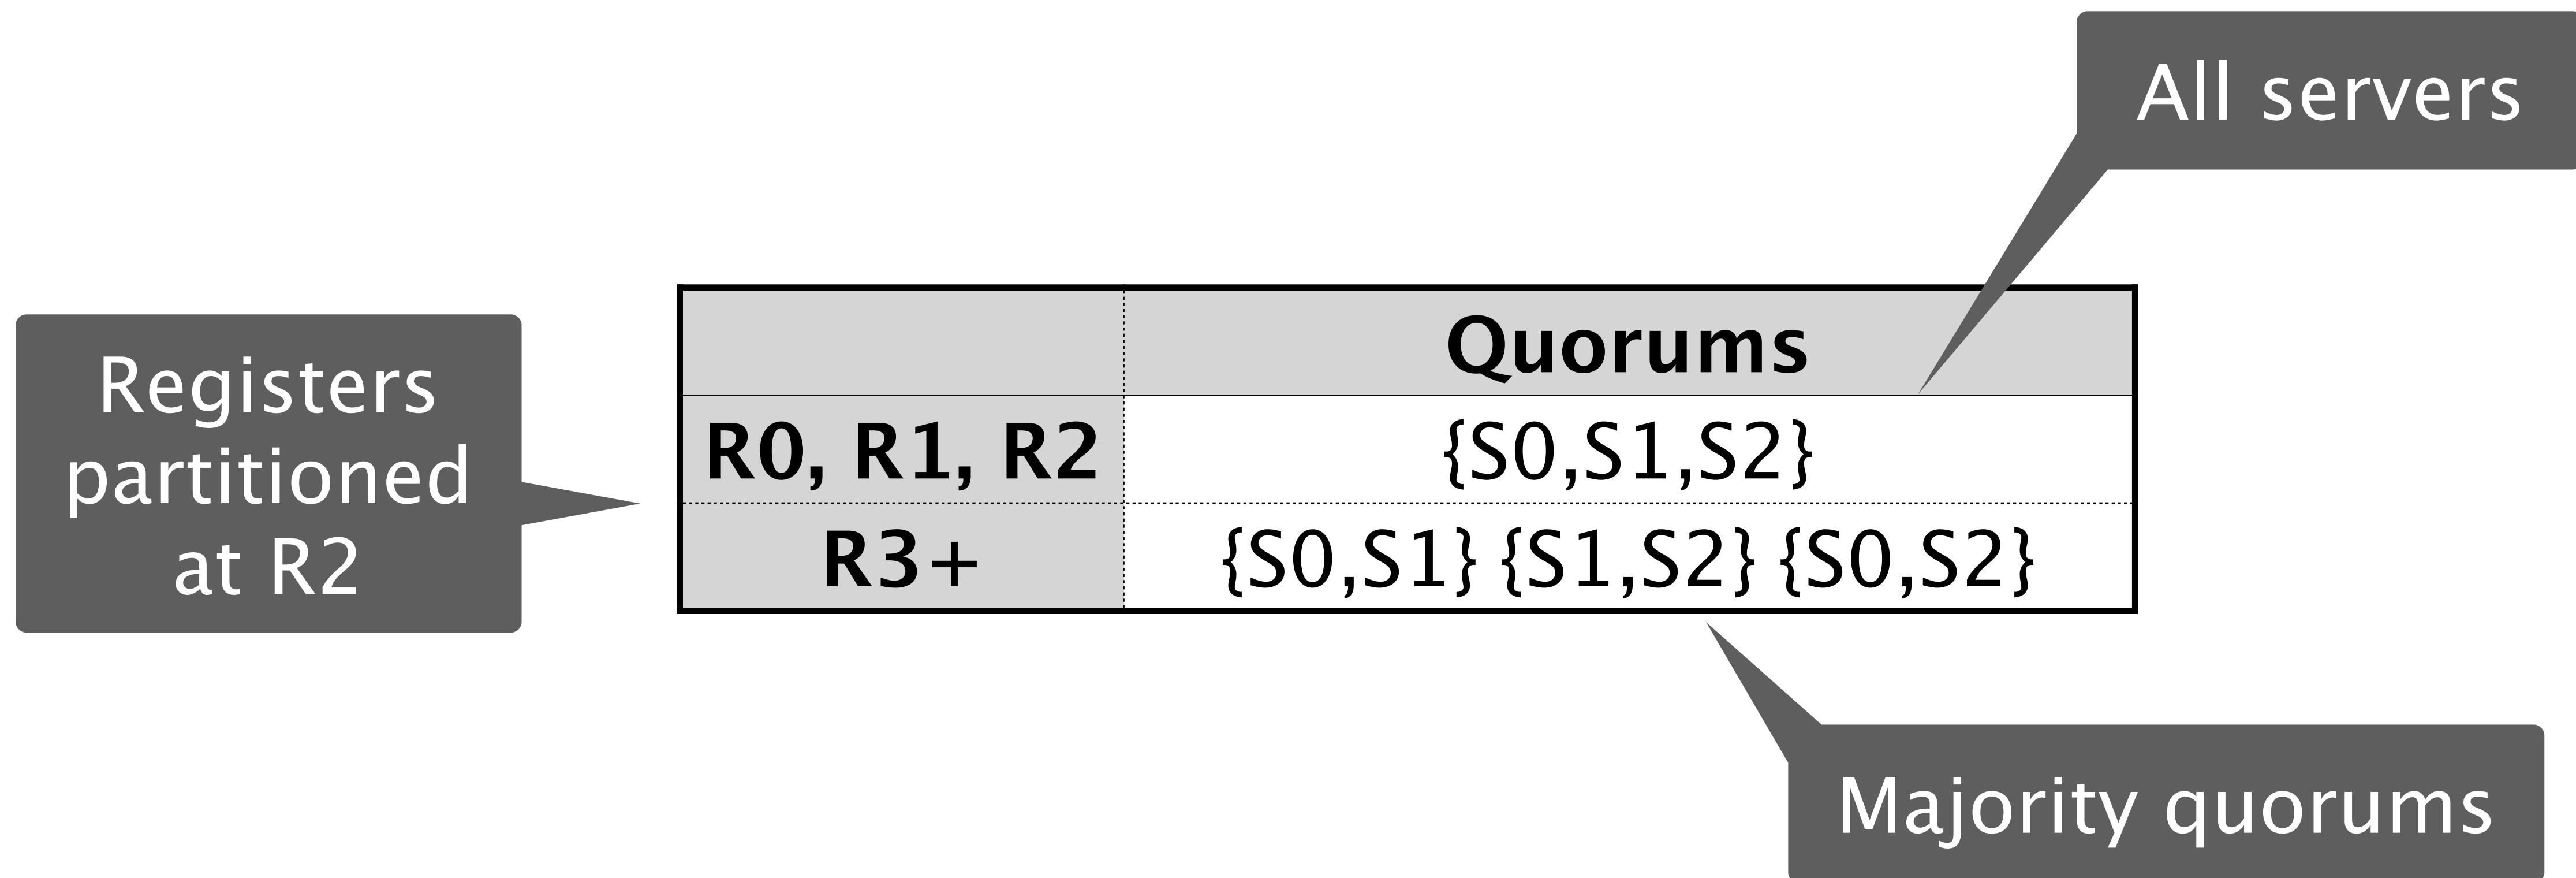 All servers
Registers
partitioned
at R2
Quorums
R0, R1, R2 {S0,S1,S2}
R3+ {S0,S1} {S1,S2} {S0,S2}
Majority quorums